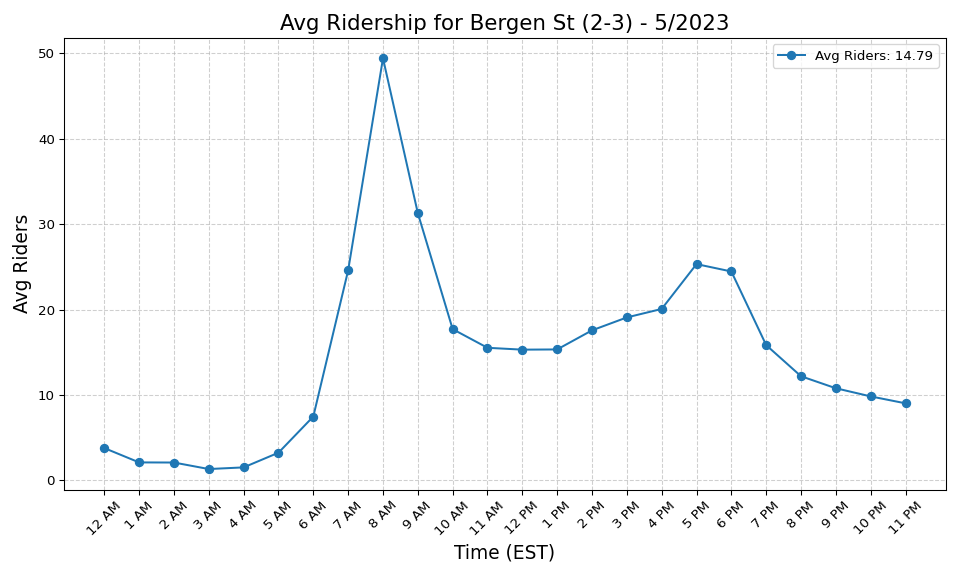 Avg Ridership for Bergen St (2-3) - 5/2023
Avg Riders: 14.79
Avg Riders
50
40
30
20
10
0
12 AM
1 AM
2 AM
3 AM
4 AM
5 AM
6 AM
7 AM
8 AM
9 AM
10 AM
11 AM
12 PM
1 PM
2 PM
3 PM
4 PM
5 PM
6 PM
7 PM
8 PM
9 PM
10 PM
11 PM
Time (EST)